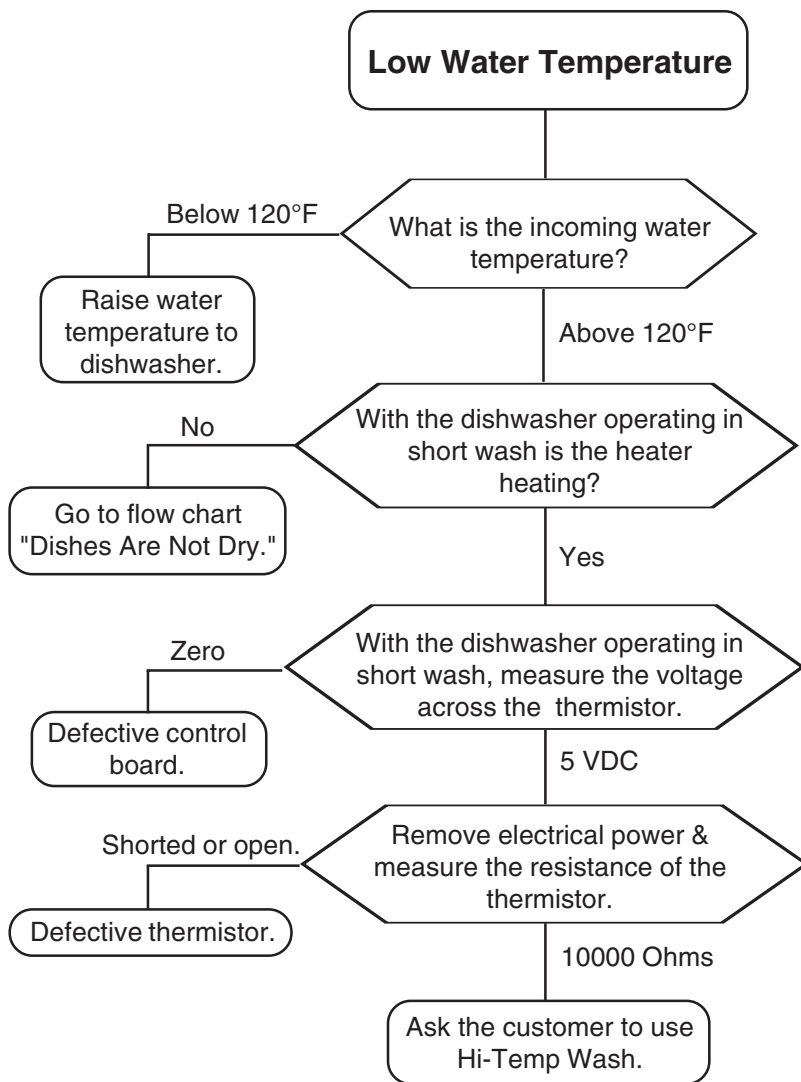 Low Water Temperature
Below 120°F
What is the incoming water
temperature?
Raise water
temperature to
dishwasher.
Above 120°F
No
With the dishwasher operating in
short wash is the heater
heating?
Go to flow chart
"Dishes Are Not Dry."
Yes
Zero
With the dishwasher operating in
short wash, measure the voltage
across the thermistor.
Defective control
board.
5 VDC
Shorted or open.
Remove electrical power &
measure the resistance of the
thermistor.
Defective thermistor.
10000 Ohms
Ask the customer to use
Hi-Temp Wash.